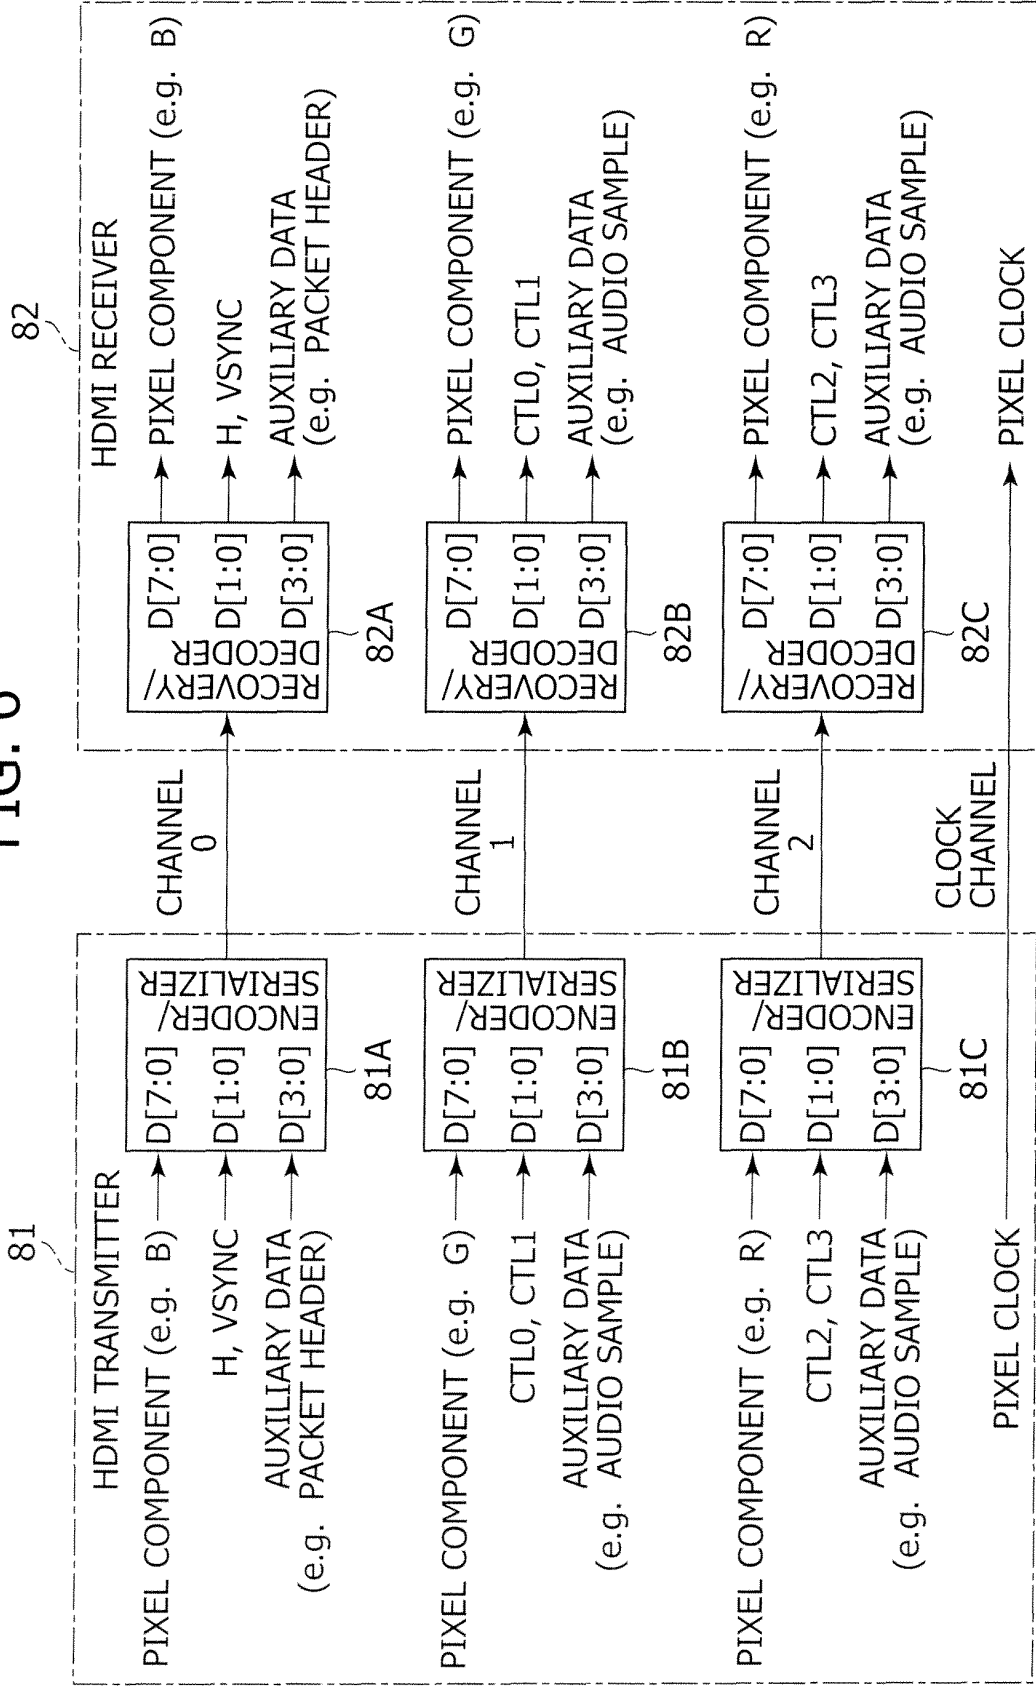 FIG.
81
HDMI TRANSMITTER
PIXEL COMPONENT (e.g. B)
H, VSYNC
AUXILIARY DATA
(e.g. PACKET HEADER)
D[7:0]
D[1:0]
D[3:0]
ENCODER/
SERIALIZER
81A
CHANNEL
0
82
HDMI RECEIVER
RECOVERY/
DECODER
D[7:0]
D[1:0]
D[3:0]
82A
PIXEL COMPONENT (e.g. B)
H, VSYNC
AUXILIARY DATA
(e.g. PACKET HEADER)
PIXEL COMPONENT (e.g. G)
CTL0, CTL1
AUXILIARY DATA
(e.g. AUDIO SAMPLE)
D[7:0]
D[1:0]
D[3:0]
ENCODER/
SERIALIZER
81B
CHANNEL
1
RECOVERY/
DECODER
D[7:0]
D[1:0]
D[3:0]
82B
PIXEL COMPONENT (e.g. G)
CTL0, CTL1
AUXILIARY DATA
(e.g. AUDIO SAMPLE)
PIXEL COMPONENT (e.g. R)
CTL2, CTL3
AUXILIARY DATA
(e.g. AUDIO SAMPLE)
D[7:0]
D[1:0]
D[3:0]
ENCODER/
SERIALIZER
81C
CHANNEL
2
RECOVERY/
DECODER
D[7:0]
D[1:0]
D[3:0]
82C
PIXEL COMPONENT (e.g. R)
CTL2, CTL3
AUXILIARY DATA
(e.g. AUDIO SAMPLE)
PIXEL CLOCK
CLOCK
CHANNEL
PIXEL CLOCK